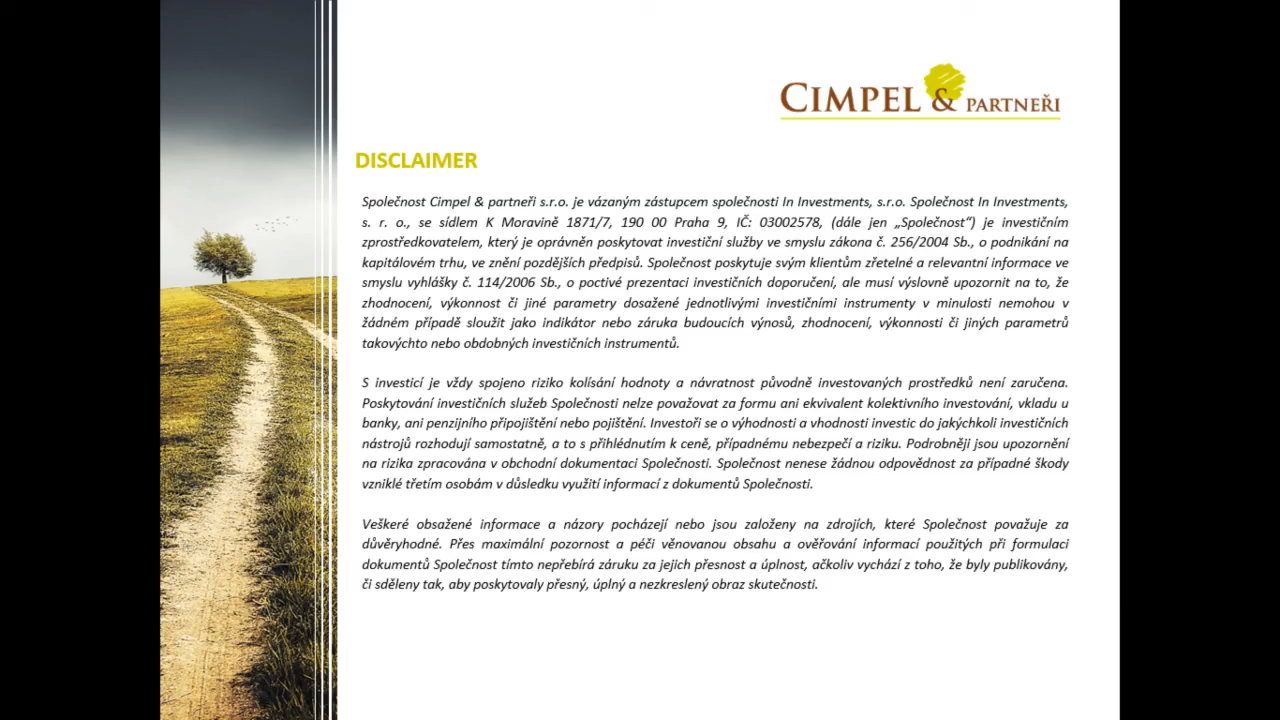 CIMPEL & PARTNEŘI
DISCLAIMER
Společnost Cimpel & partneři s.r.o. je vázaným zástupcem společnosti In Investments, s.r.o. Společnost In Investments,
s. r. o., se sídlem K Moravině 1871/7, 190 00 Praha 9, IČ: 03002578, (dále jen „Společnost“) je investičním
zprostředkovatelem, který je oprávněn poskytovat investiční služby ve smyslu zákona č. 256/2004 Sb., o podnikání na
kapitálovém trhu, ve znění pozdějších předpisů. Společnost poskytuje svým klientům zřetelné a relevantní informace ve
smyslu vyhlášky č. 114/2006 Sb., o poctivé prezentaci investičních doporučení, ale musí výslovně upozornit na to, že
zhodnocení, výkonnost či jiné parametry dosažené jednotlivými investičními instrumenty v minulosti nemohou v
žádném případě sloužit jako indikátor nebo záruka budoucích výnosů, zhodnocení, výkonnosti či jiných parametrů
takovýchto nebo obdobných investičních instrumentů.
S investicí je vždy spojeno riziko kolísání hodnoty a návratnost původně investovaných prostředků není zaručena.
Poskytování investičních služeb Společnosti nelze považovat za formu ani ekvivalent kolektivního investování, vkladu u
banky, ani penzijního připojištění nebo pojištění. Investoři se o výhodnosti a vhodnosti investic do jakýchkoli investičních
nástrojů rozhodují samostatně, a to s přihlédnutím k ceně, případnému nebezpečí a riziku. Podrobněji jsou upozornění
na rizika zpracována v obchodní dokumentaci Společnosti. Společnost nenese žádnou odpovědnost za případné škody
vzniklé třetím osobám v důsledku využití informací z dokumentů Společnosti.
Veškeré obsažené informace a názory pocházejí nebo jsou založeny na zdrojích, které Společnost považuje za
důvěryhodné. Přes maximální pozornost a péči věnovanou obsahu a ověřování informací použitých při formulaci
dokumentů Společnost tímto nepřebírá záruku za jejich přesnost a úplnost, ačkoliv vychází z toho, že byly publikovány,
či sděleny tak, aby poskytovaly přesný, úplný a nezkreslený obraz skutečnosti.